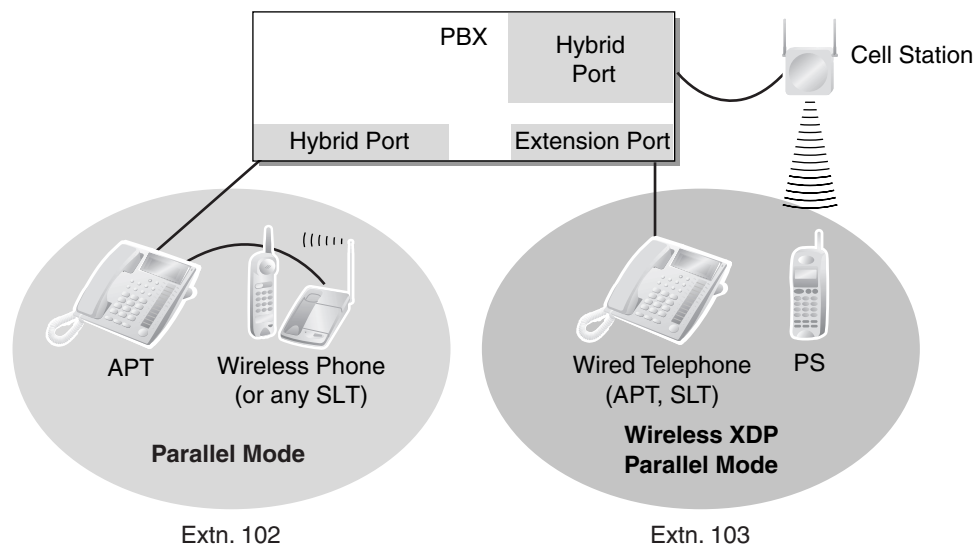 PBX
Hybrid
Port
Cell Station
Hybrid Port
Extension Port
APT
Wireless Phone
(or any SLT)
Parallel Mode
Wired Telephone
(APT, SLT)
PS
Wireless XDP
Parallel Mode
Extn. 102
Extn. 103